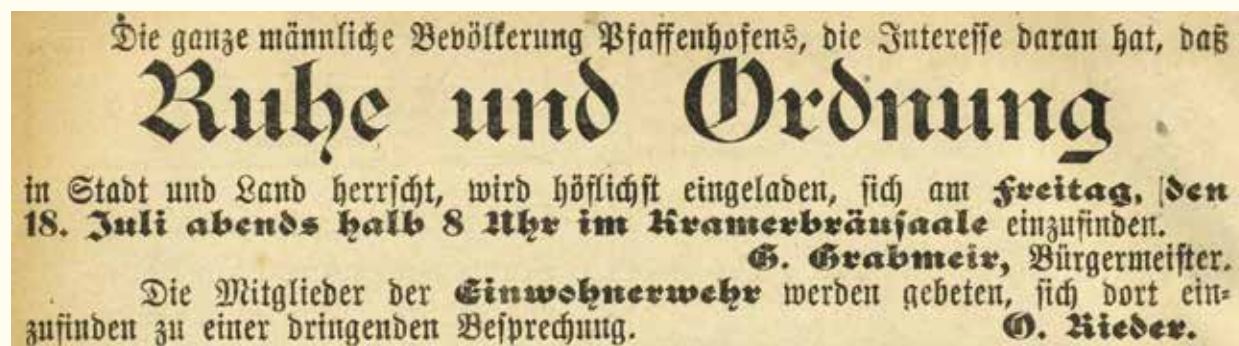 Die ganze männliche Bevölkerung Pfaffenhofens, die Interesse daran hat, daß
Ruhe und Ordnung
in Stadt und Land herrscht, wird höflichst eingeladen, sich am Freitag, den
18. Juli abends halb 8 Uhr im Kramerbräusaale einzufinden.
G. Grabmeir, Bürgermeister.
Die Mitglieder der Einwohnerwehr werden gebeten, sich dort ein-
zufinden zu einer dringenden Besprechung. O. Rieder.